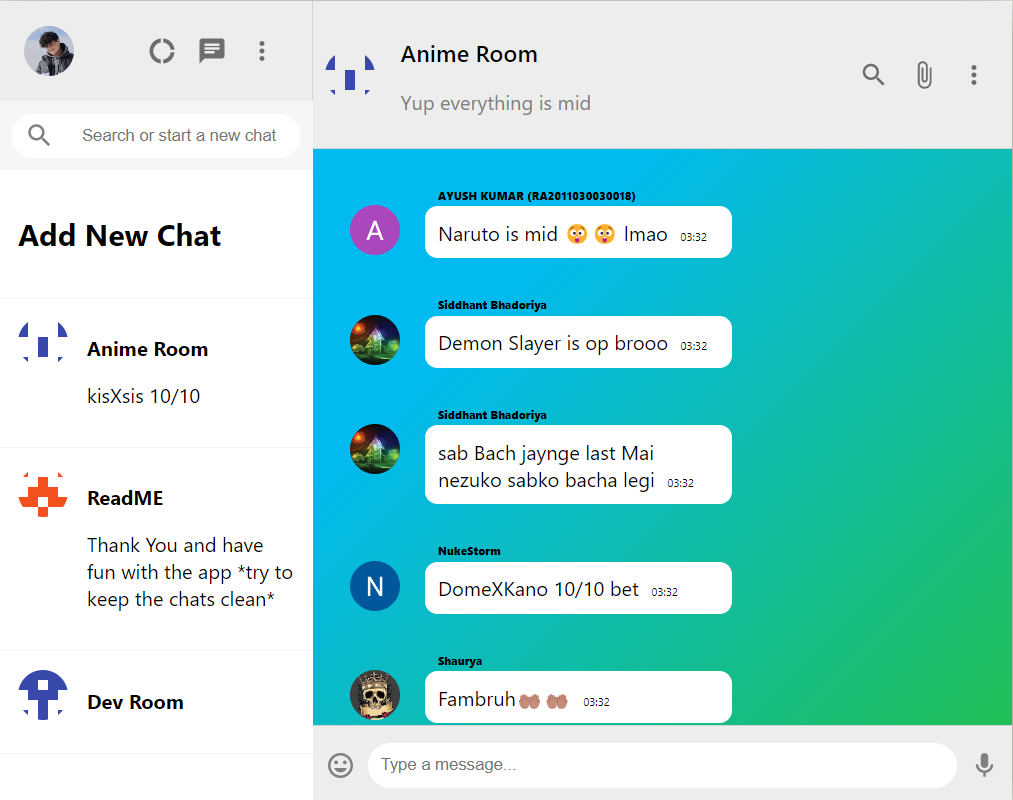 Search or start a new chat
Add New Chat
Anime Room
kisXsis 10/10
ReadME
Thank You and have
fun with the app *try to
keep the chats clean*
Dev Room
Anime Room
Yup everything is mid
AYUSH KUMAR (RA2011030030018)
A
Naruto is mid 😲😲 lmao 03:32
Siddhant Bhadoriya
Demon Slayer is op brooo 03:32
Siddhant Bhadoriya
sab Bach jaynge last Mai
nezuko sabko bacha legi 03:32
NukeStorm
N
DomeXKano 10/10 bet 03:32
Shaurya
Fambruh🤲🏽🤲🏽 03:32
Type a message...